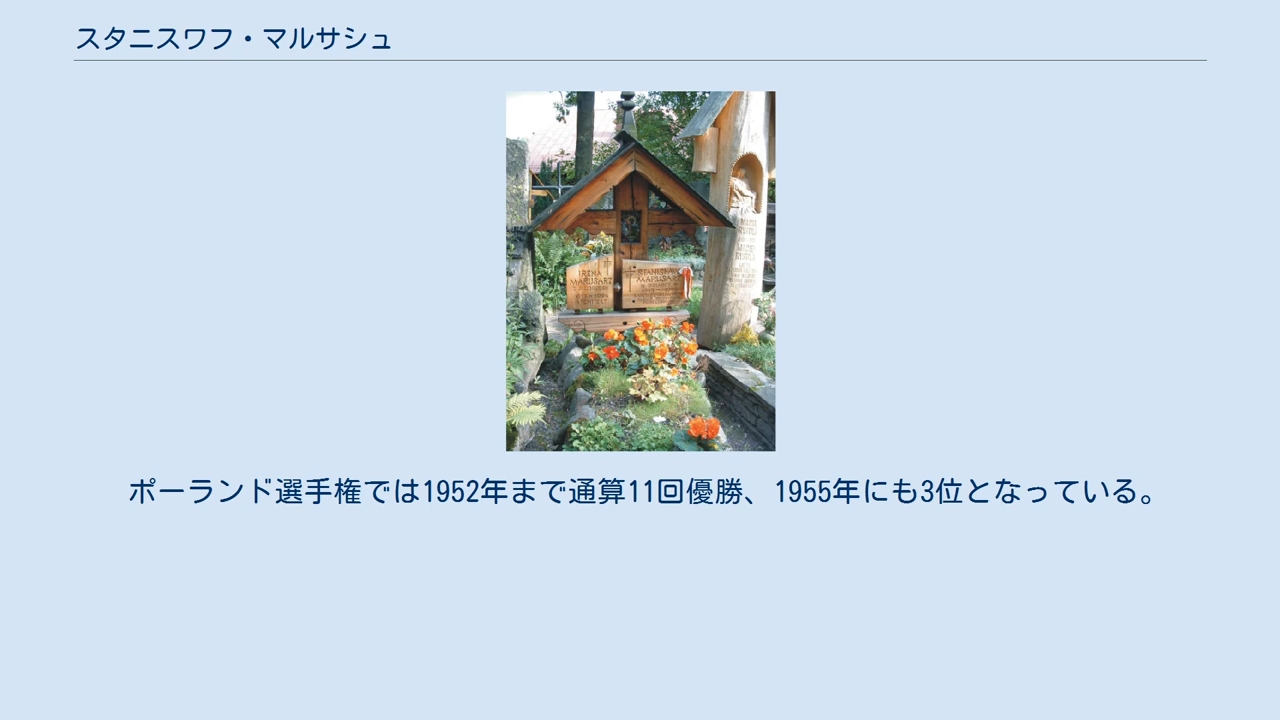 スタニスワフ・マルサシュ
IRENA
MARUSARZ
STANISŁAW
MARUSARZ
ポーランド選手権では1952年まで通算11回優勝、1955年にも3位となっている。